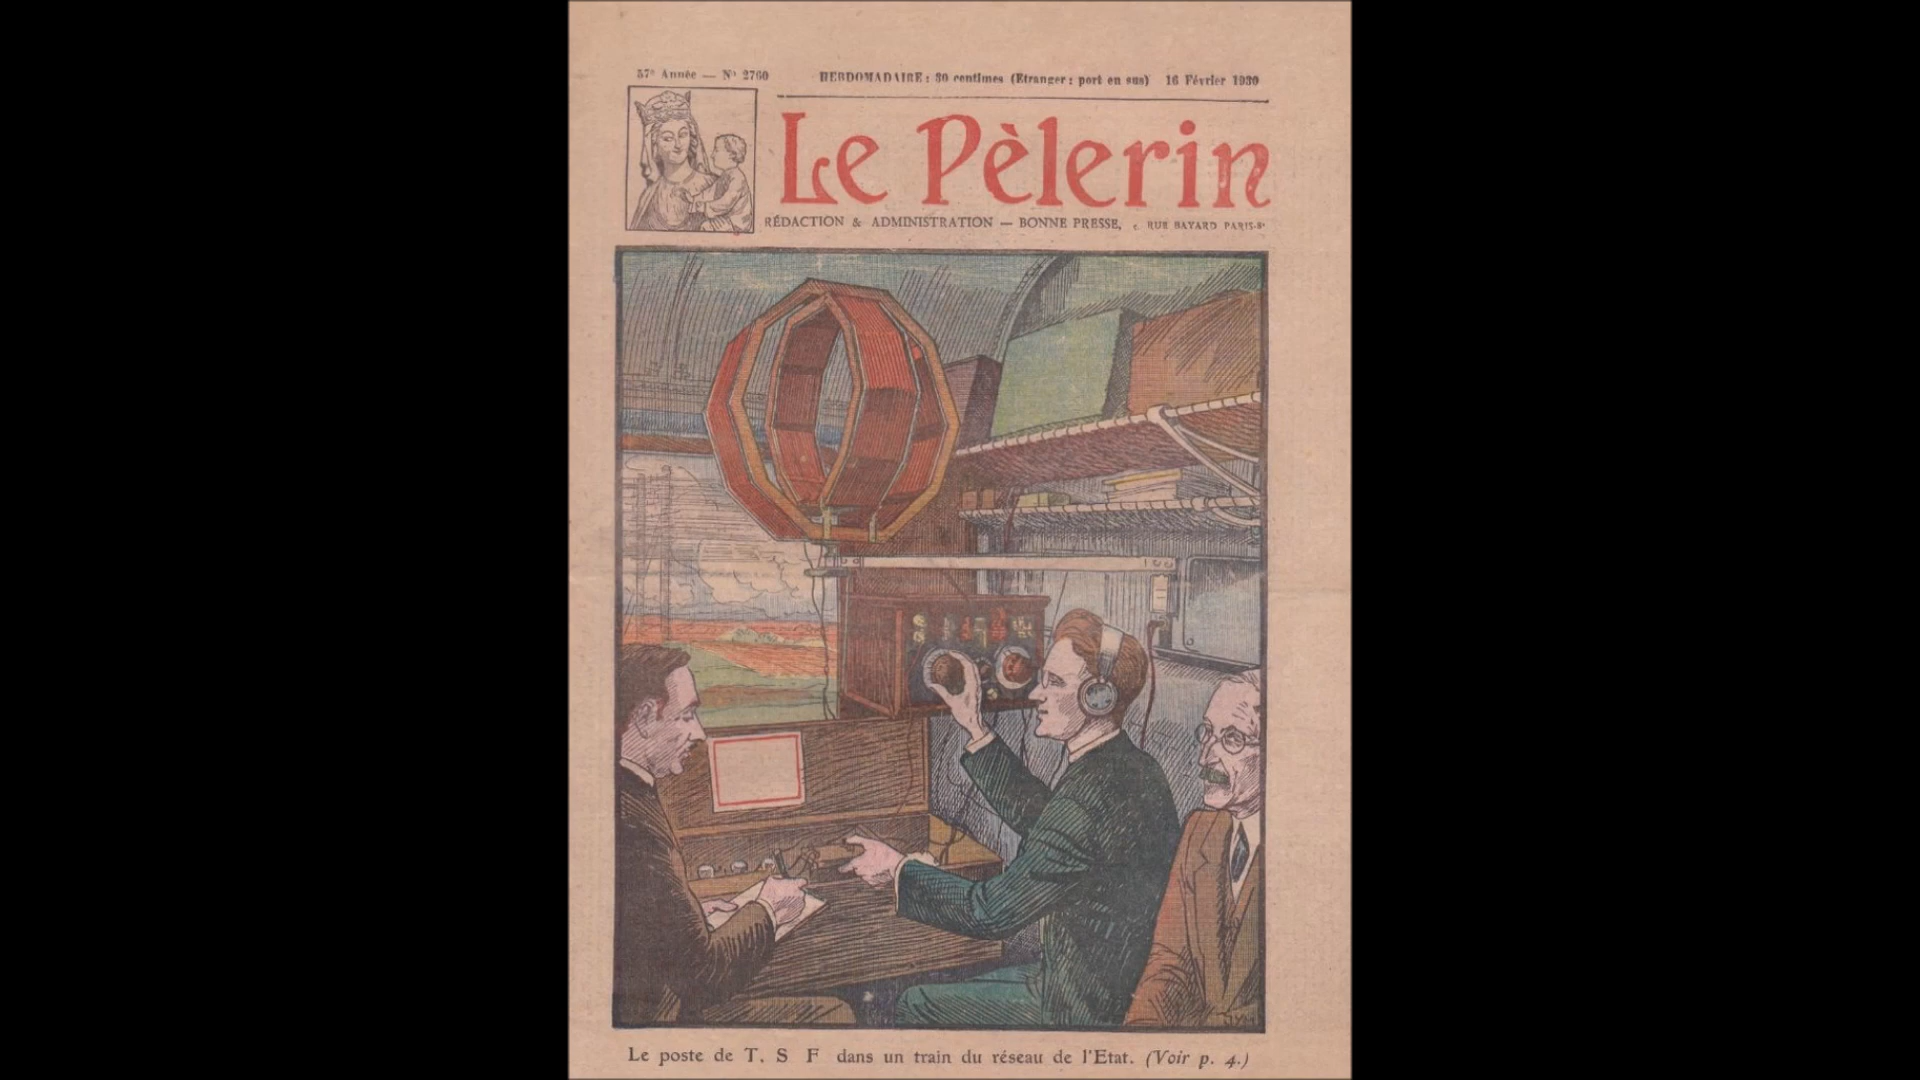 57e Année — No 2760
HEBDOMADAIRE : 30 centimes (Etranger : port en sus) 16 Février 1930
Le Pèlerin
RÉDACTION & ADMINISTRATION — BONNE PRESSE, RUE BAYARD PARIS-8e
Le poste de T. S F dans un train du réseau de l'Etat. (Voir p. 4.)